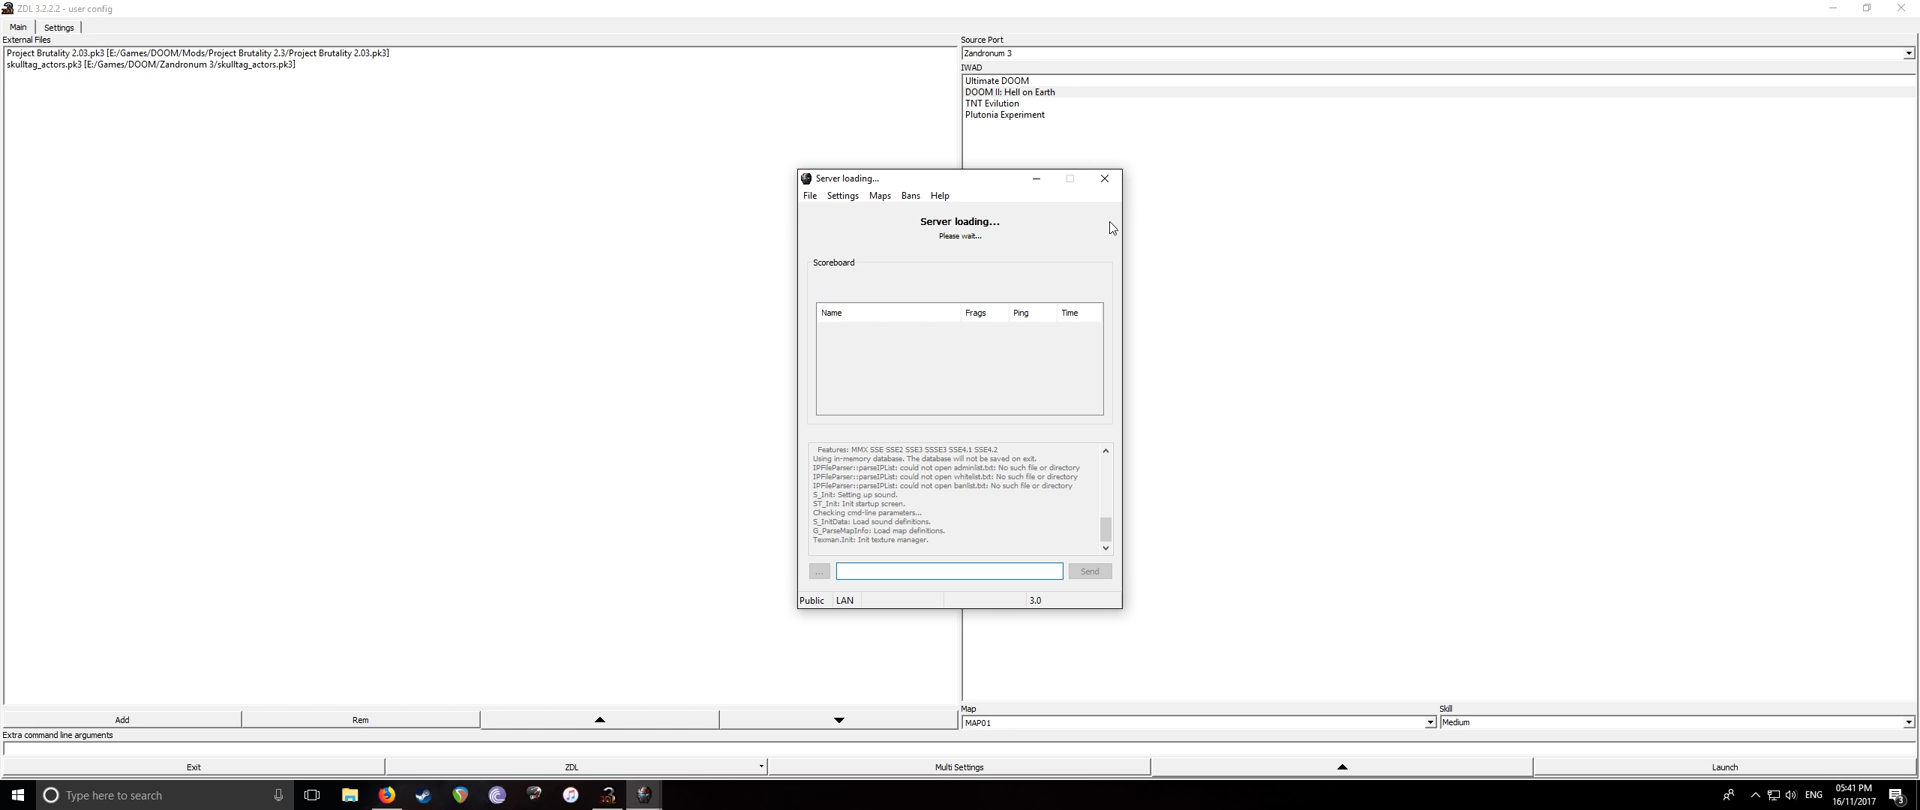 ZDL 3.2.2.2 - user config
Main
Settings
External Files
Project Brutality 2.03.pk3 [E:/Games/DOOM/Mods/Project Brutality 2.3/Project Brutality 2.03.pk3]
skulltag_actors.pk3 [E:/Games/DOOM/Zandronum 3/skulltag_actors.pk3]
Source Port
Zandronum 3
IWAD
Ultimate DOOM
DOOM II: Hell on Earth
TNT Evilution
Plutonia Experiment
Server loading...
File Settings Maps Bans Help
Server loading...
Please wait...
Scoreboard
Name Frags Ping Time
Features: MMX SSE SSE2 SSE3 SSSE3 SSE4.1 SSE4.2
Using in-memory database. The database will not be saved on exit.
IPFileParser::parseIPList: could not open adminlist.txt: No such file or directory
IPFileParser::parseIPList: could not open whitelist.txt: No such file or directory
IPFileParser::parseIPList: could not open banlist.txt: No such file or directory
S_Init: Setting up sound.
ST_Init: Init startup screen.
Checking cmd-line parameters...
S_InitData: Load sound definitions.
G_ParseMapInfo: Load map definitions.
Texman.Init: Init texture manager.
...
Send
Public LAN 3.0
Add Rem
Map
MAP01
Skill
Medium
Extra command line arguments
Exit ZDL Multi Settings Launch
Type here to search
ENG
05:41 PM
16/11/2017
3